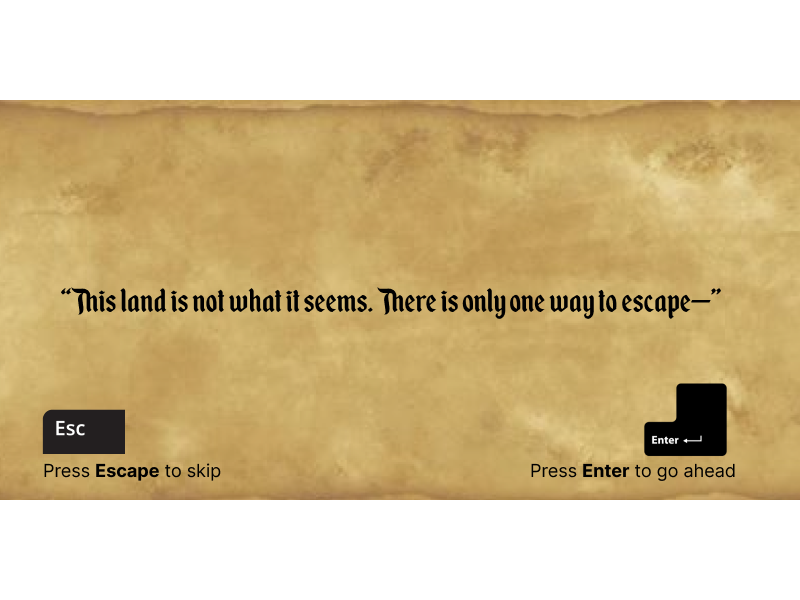 “This land is not what it seems. There is only one way to escape—”
Esc
Enter
Press Escape to skip
Press Enter to go ahead